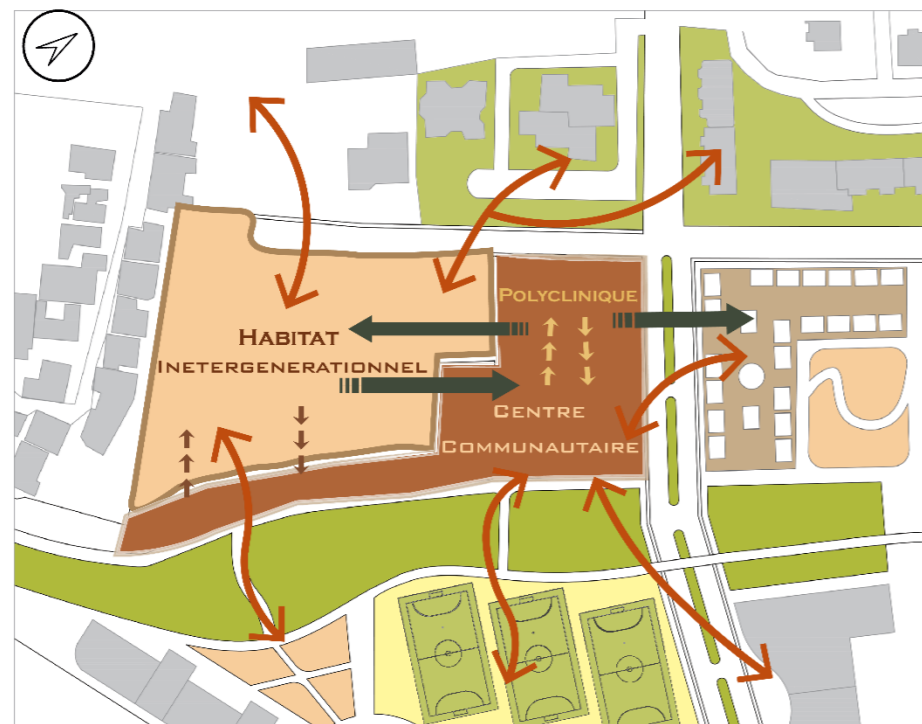 Polyclinique
Habitat
Inetergenerationnel
Centre
Communautaire